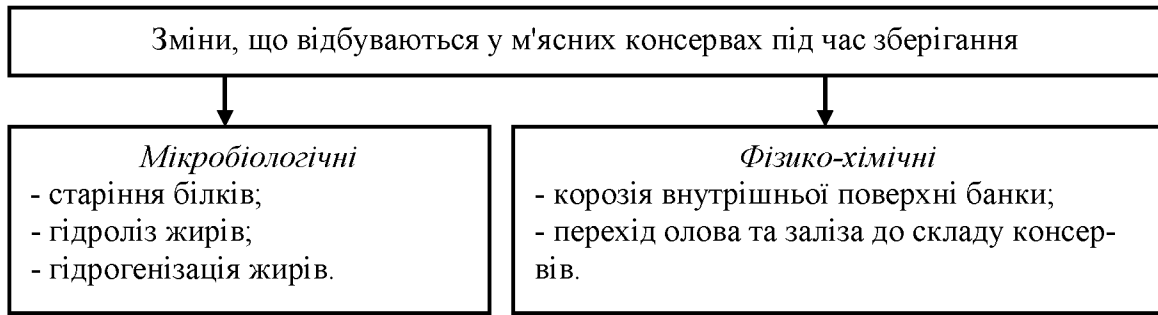 Зміни, що відбуваються у м'ясних консервах під час зберігання
Мікробіологічні
- старіння білків;
- гідроліз жирів;
- гідрогенізація жирів.
Фізико-хімічні
- корозія внутрішньої поверхні банки;
- перехід олова та заліза до складу консер-
вів.